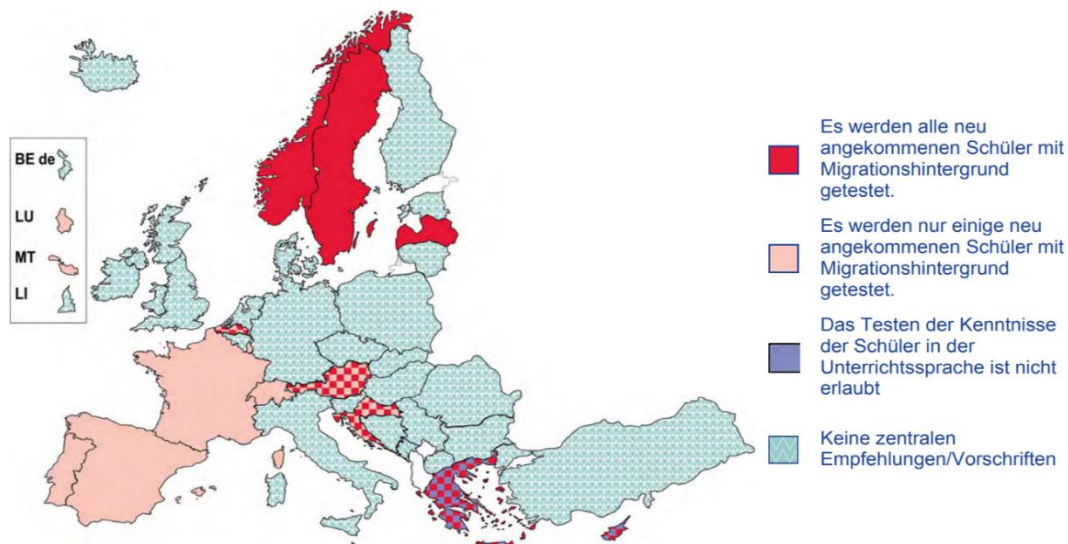 BE de
LU
MT
LI
Es werden alle neu
angekommenen Schüler mit
Migrationshintergrund
getestet.
Es werden nur einige neu
angekommenen Schüler mit
Migrationshintergrund
getestet.
Das Testen der Kenntnisse
der Schüler in der
Unterrichtssprache ist nicht
erlaubt
Keine zentralen
Empfehlungen/Vorschriften